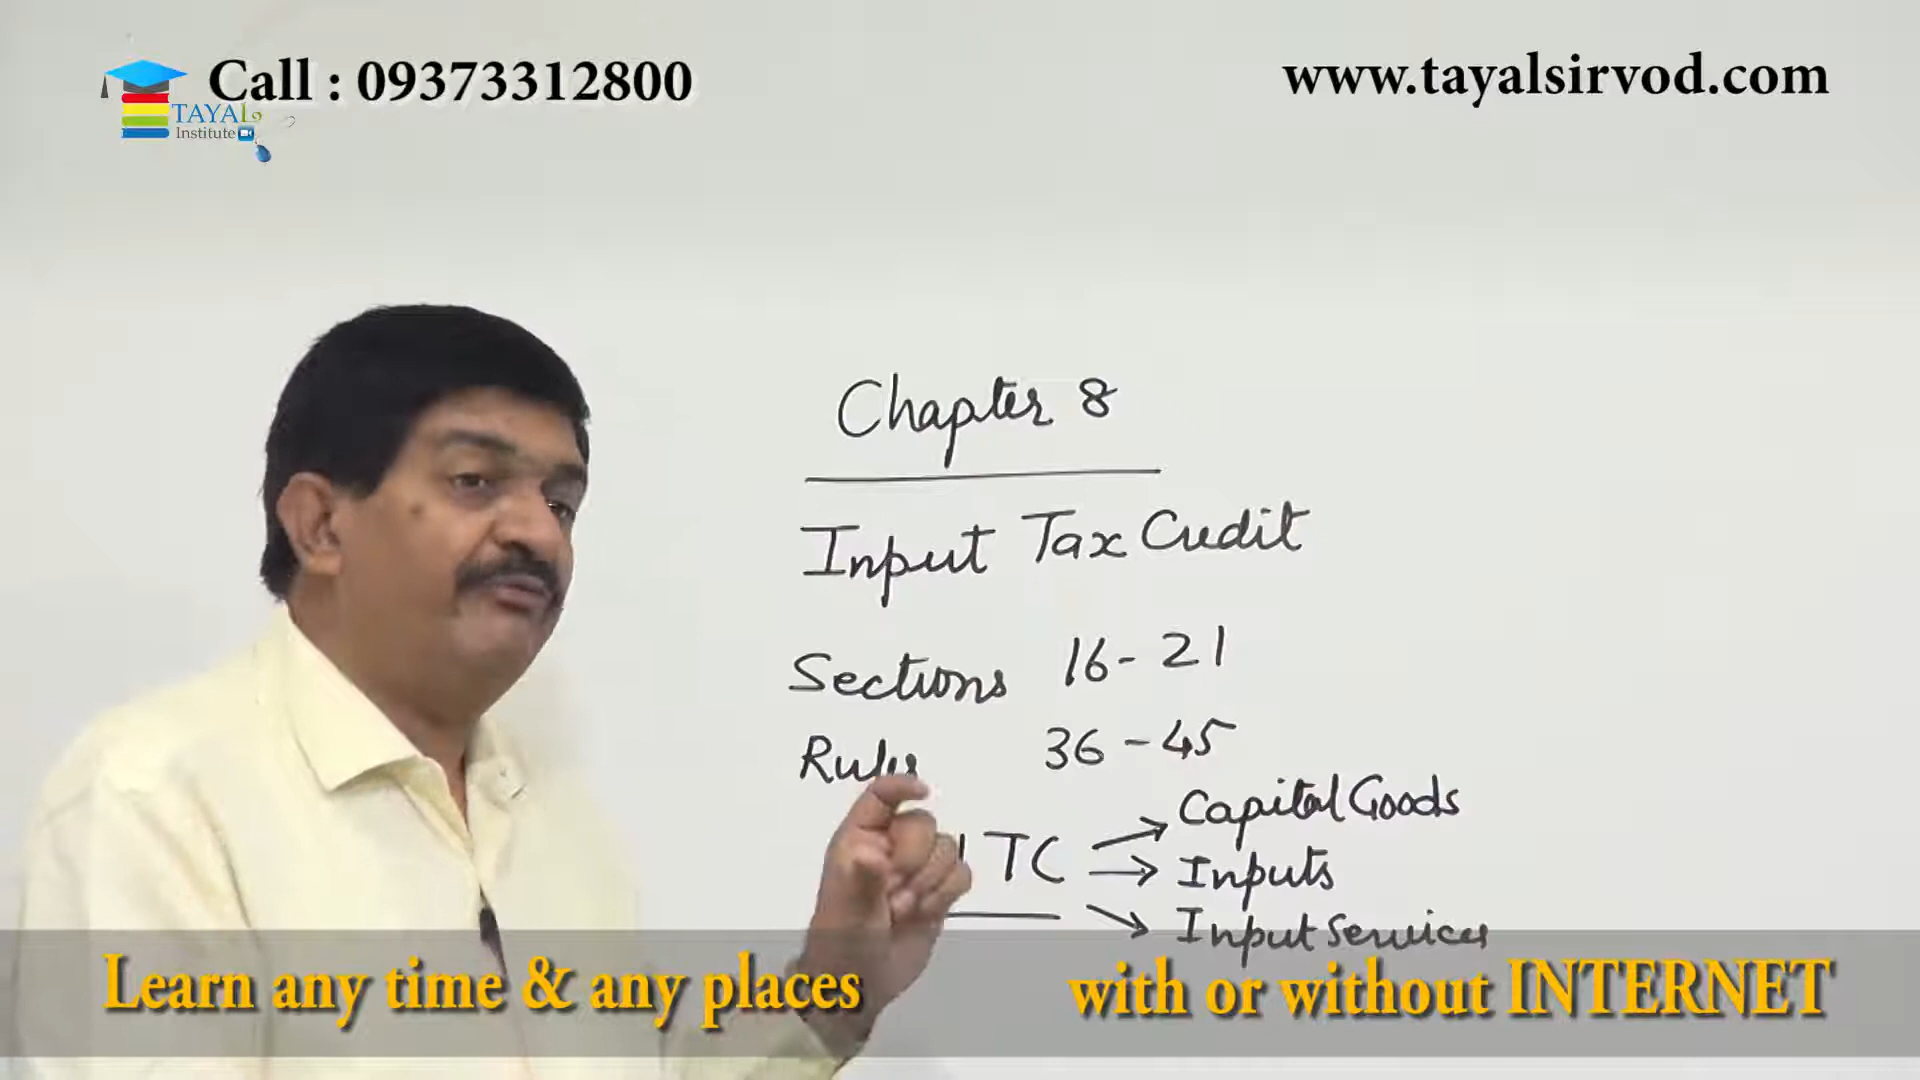 Call : 09373312800
www.tayalsirvod.com
TAYAL
Institute
Chapter 8
Input Tax Credit
Sections 16-21
Rules 36-45
ITC → Capital Goods
→ Inputs
→ Input Services
Learn any time & any places with or without INTERNET